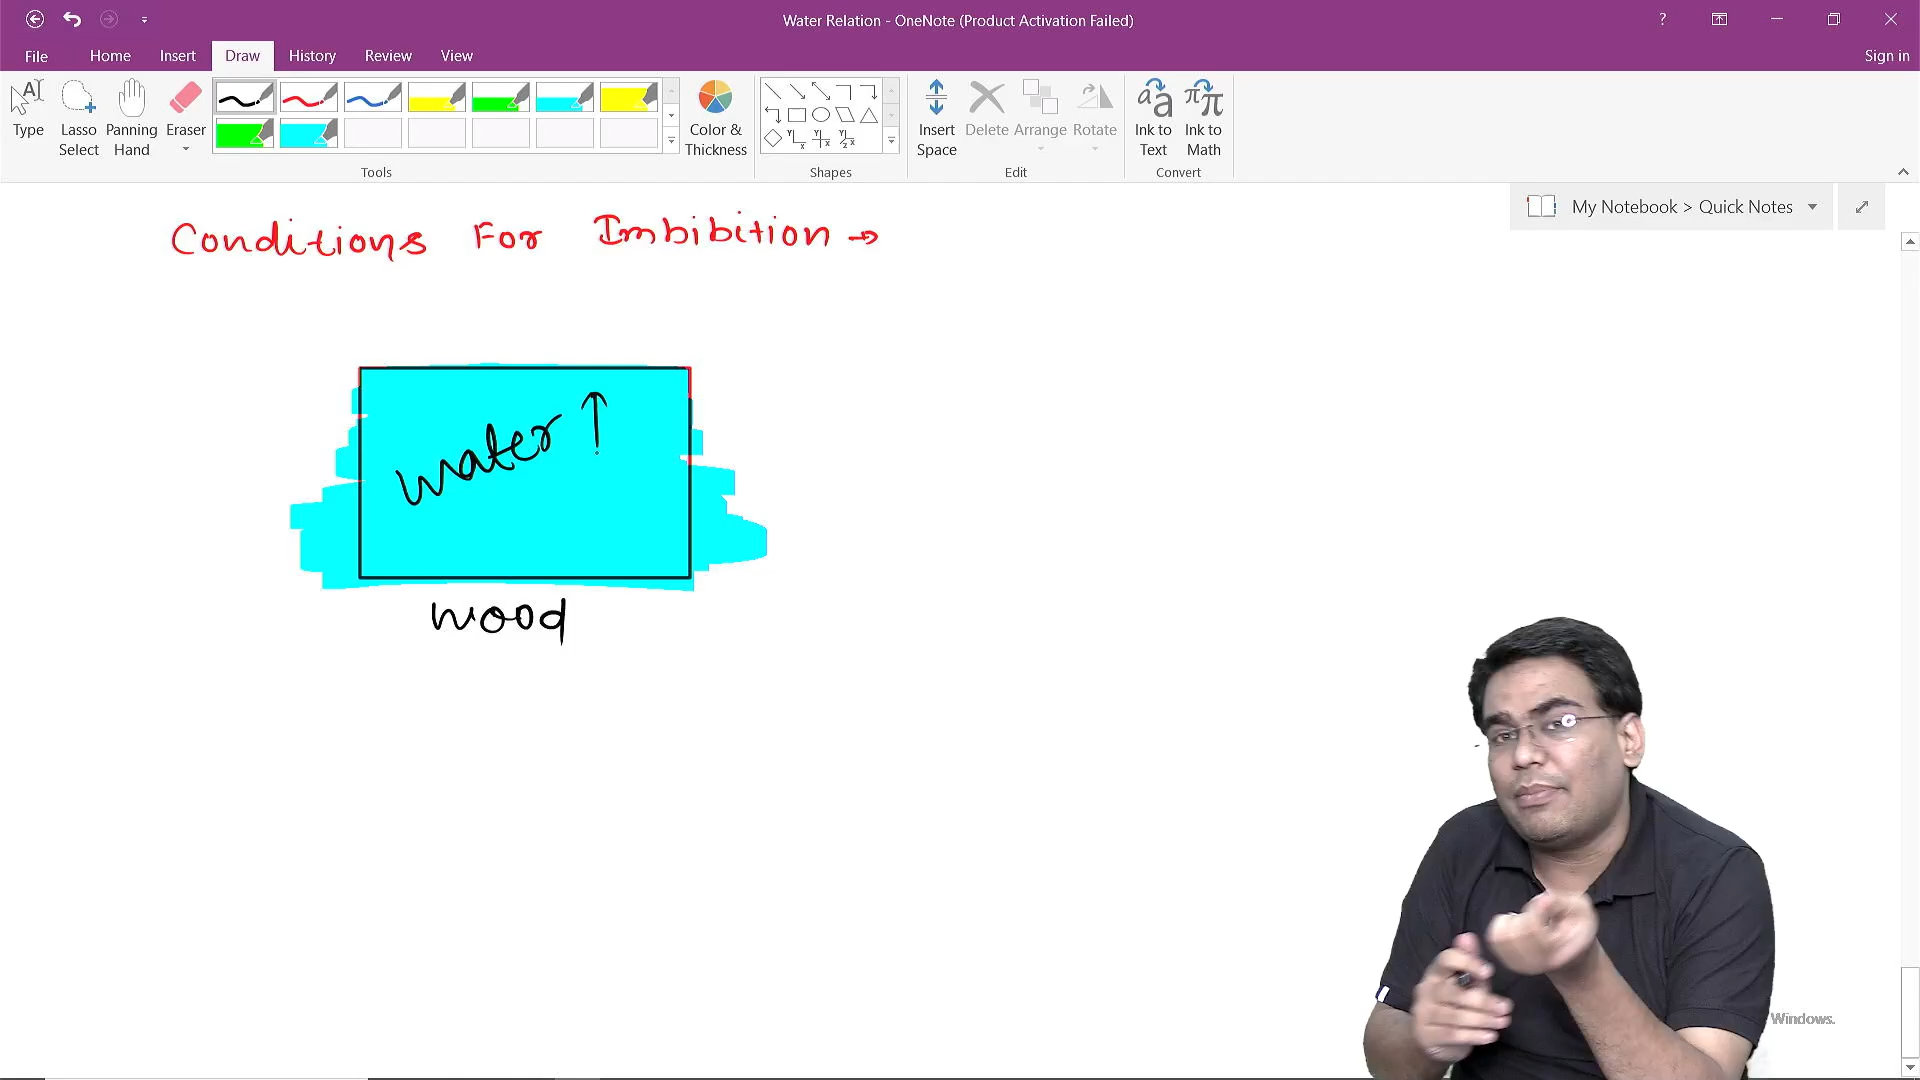 Water Relation - OneNote (Product Activation Failed)
?
File Home Insert Draw History Review View
Sign in
Type
Lasso Select
Panning Hand
Eraser
Color & Thickness
Insert Space
Delete
Arrange
Rotate
Ink to Text
Ink to Math
Tools
Shapes
Edit
Convert
My Notebook > Quick Notes
Conditions For Imbibition →
water ↑
wood
Windows.